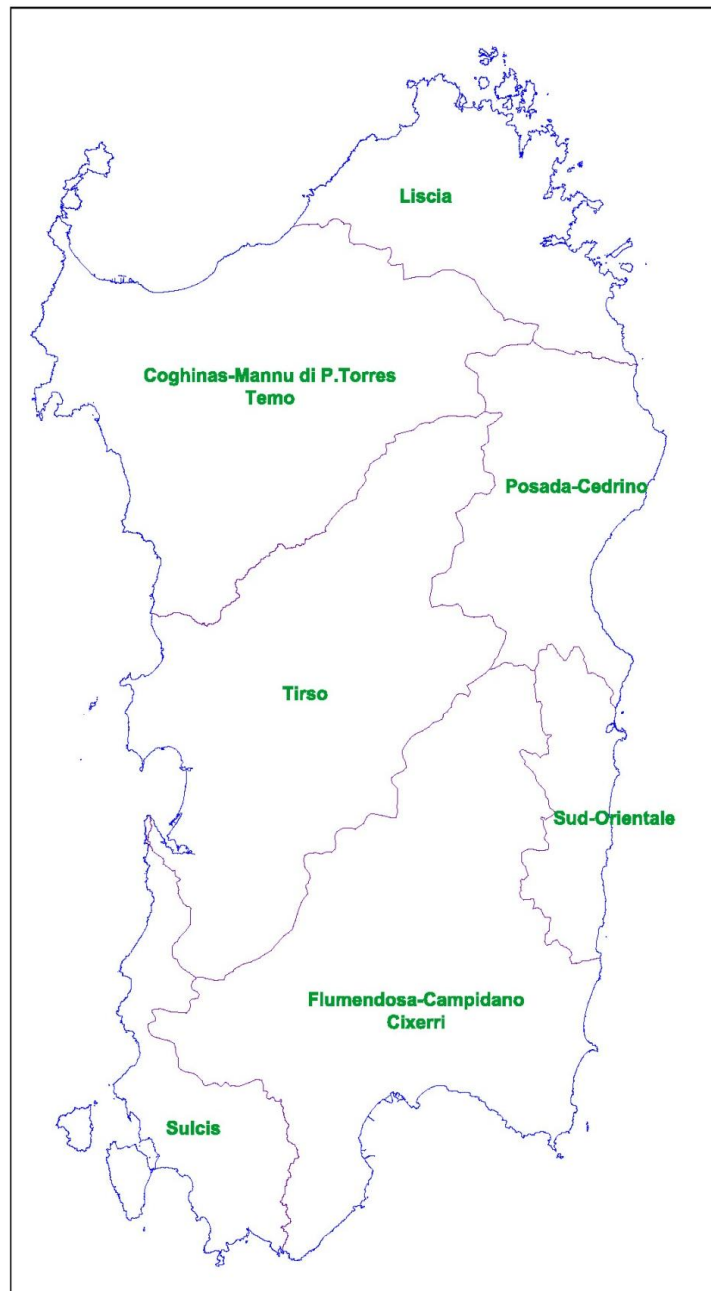 Liscia
Coghinas-Mannu di P.Torres
Temo
Posada-Cedrino
Tirso
Sud-Orientale
Flumendosa-Campidano
Cixerri
Sulcis